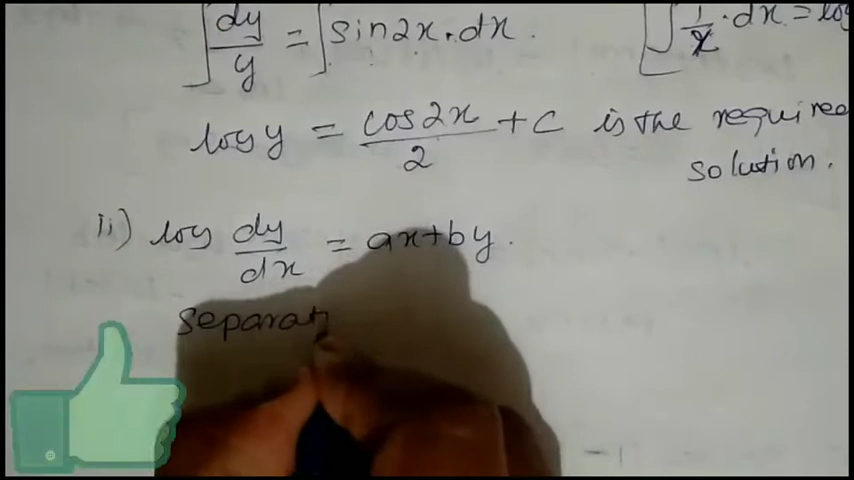 ∫ dy/y = ∫ sin2x.dx. [∫ 1/x .dx = log
log y = cos2x/2 + c is the require
solution.
ii) log dy/dx = ax+by.
separat